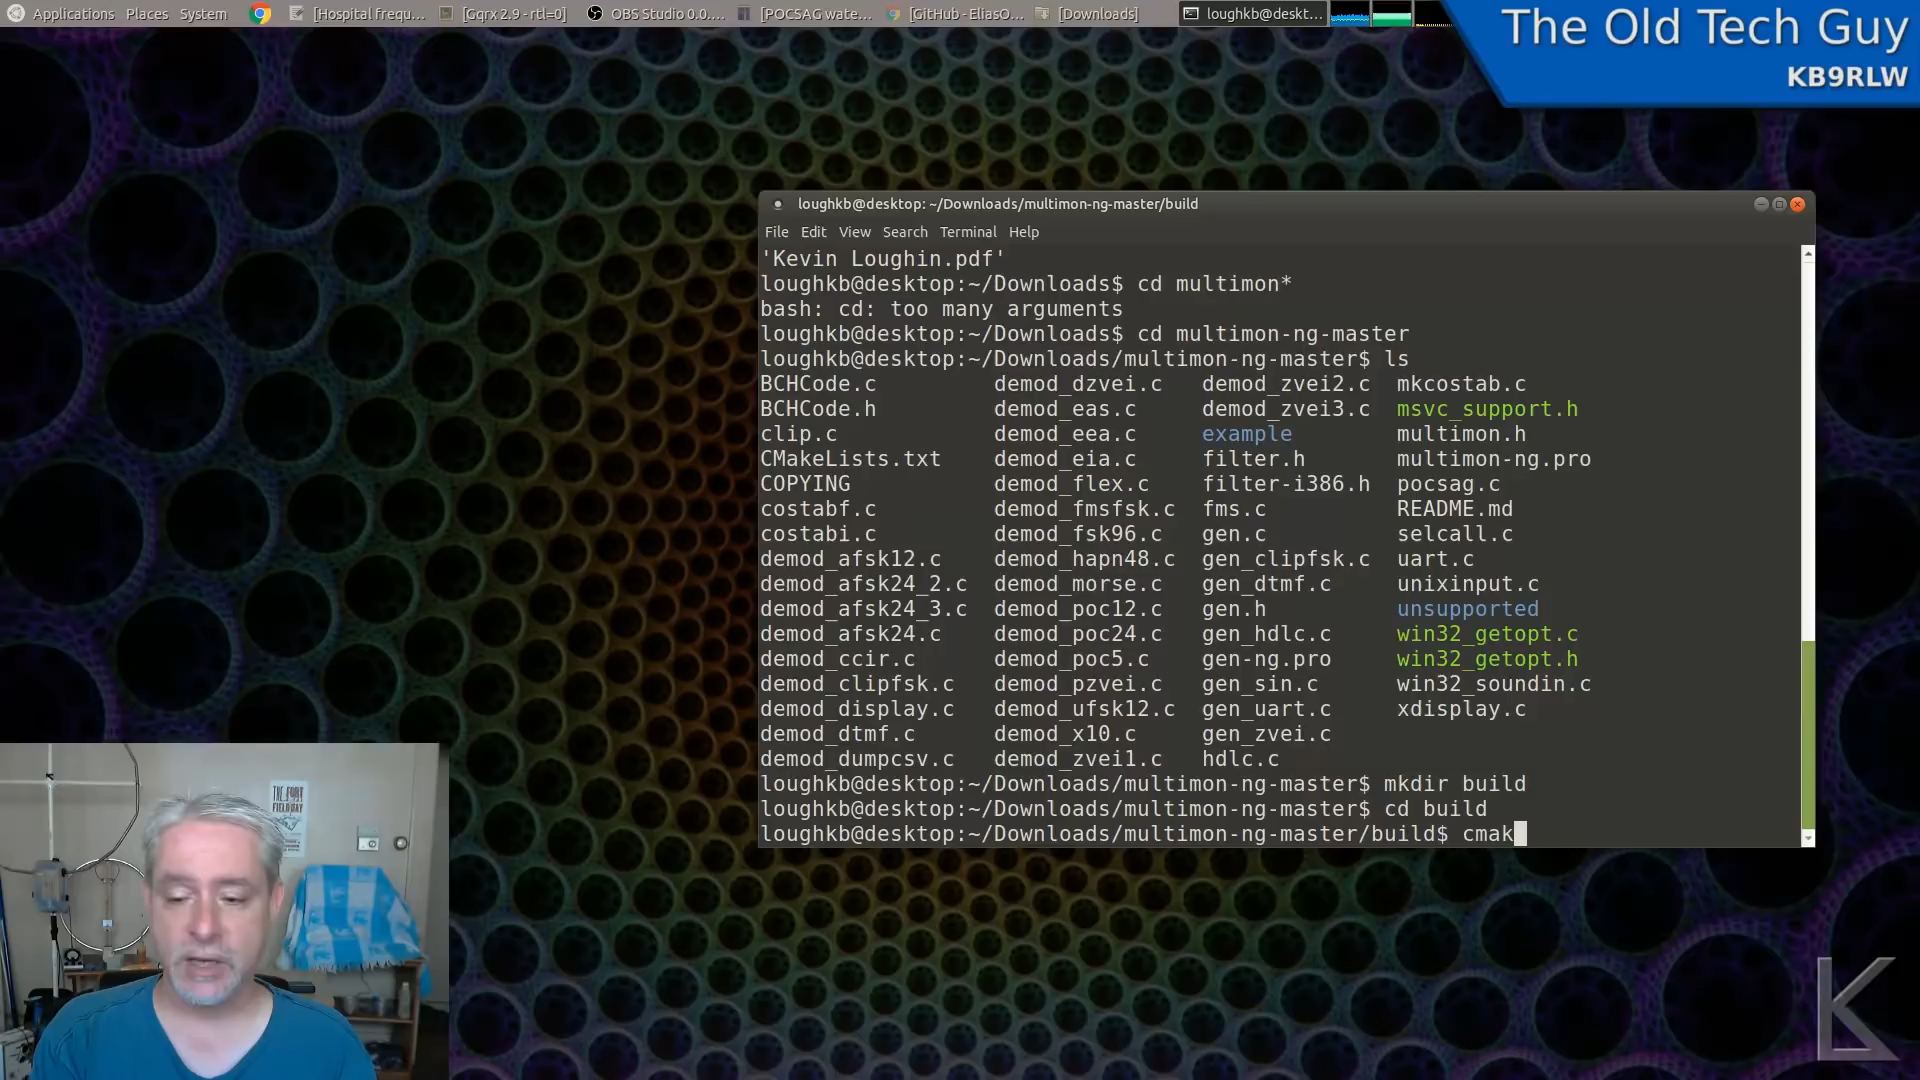 Applications Places System [Hospital frequ... [Gqrx 2.9 - rtl=0] OBS Studio 0.0.... [POCSAG wate... [GitHub - EliasO... [Downloads] loughkb@deskt...
The Old Tech Guy
KB9RLW
loughkb@desktop: ~/Downloads/multimon-ng-master/build
File Edit View Search Terminal Help
'Kevin Loughin.pdf'
loughkb@desktop:~/Downloads$ cd multimon*
bash: cd: too many arguments
loughkb@desktop:~/Downloads$ cd multimon-ng-master
loughkb@desktop:~/Downloads/multimon-ng-master$ ls
BCHCode.c demod_dzvei.c demod_zvei2.c mkcostab.c
BCHCode.h demod_eas.c demod_zvei3.c msvc_support.h
clip.c demod_eea.c example multimon.h
CMakeLists.txt demod_eia.c filter.h multimon-ng.pro
COPYING demod_flex.c filter-i386.h pocsag.c
costabf.c demod_fmsfsk.c fms.c README.md
costabi.c demod_fsk96.c gen.c selcall.c
demod_afsk12.c demod_hapn48.c gen_clipfsk.c uart.c
demod_afsk24_2.c demod_morse.c gen_dtmf.c unixinput.c
demod_afsk24_3.c demod_poc12.c gen.h unsupported
demod_afsk24.c demod_poc24.c gen_hdlc.c win32_getopt.c
demod_ccir.c demod_poc5.c gen-ng.pro win32_getopt.h
demod_clipfsk.c demod_pzvei.c gen_sin.c win32_soundin.c
demod_display.c demod_ufsk12.c gen_uart.c xdisplay.c
demod_dtmf.c demod_x10.c gen_zvei.c
demod_dumpcsv.c demod_zvei1.c hdlc.c
loughkb@desktop:~/Downloads/multimon-ng-master$ mkdir build
loughkb@desktop:~/Downloads/multimon-ng-master$ cd build
loughkb@desktop:~/Downloads/multimon-ng-master/build$ cmak
THE FORT
FIELD DAY
K